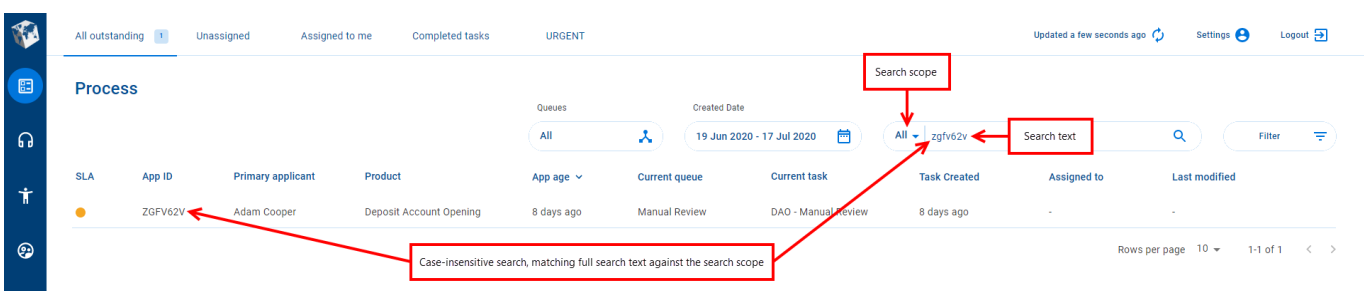 All outstanding 1 Unassigned Assigned to me Completed tasks URGENT Updated a few seconds ago Settings Logout
Search scope
Process
Queues Created Date
All 19 Jun 2020 - 17 Jul 2020 All zgfv62v Search text Filter
SLA App ID Primary applicant Product App age Current queue Current task Task Created Assigned to Last modified
ZGFV62V Adam Cooper Deposit Account Opening 8 days ago Manual Review DAO - Manual Review 8 days ago - -
Rows per page 10 1-1 of 1
Case-insensitive search, matching full search text against the search scope